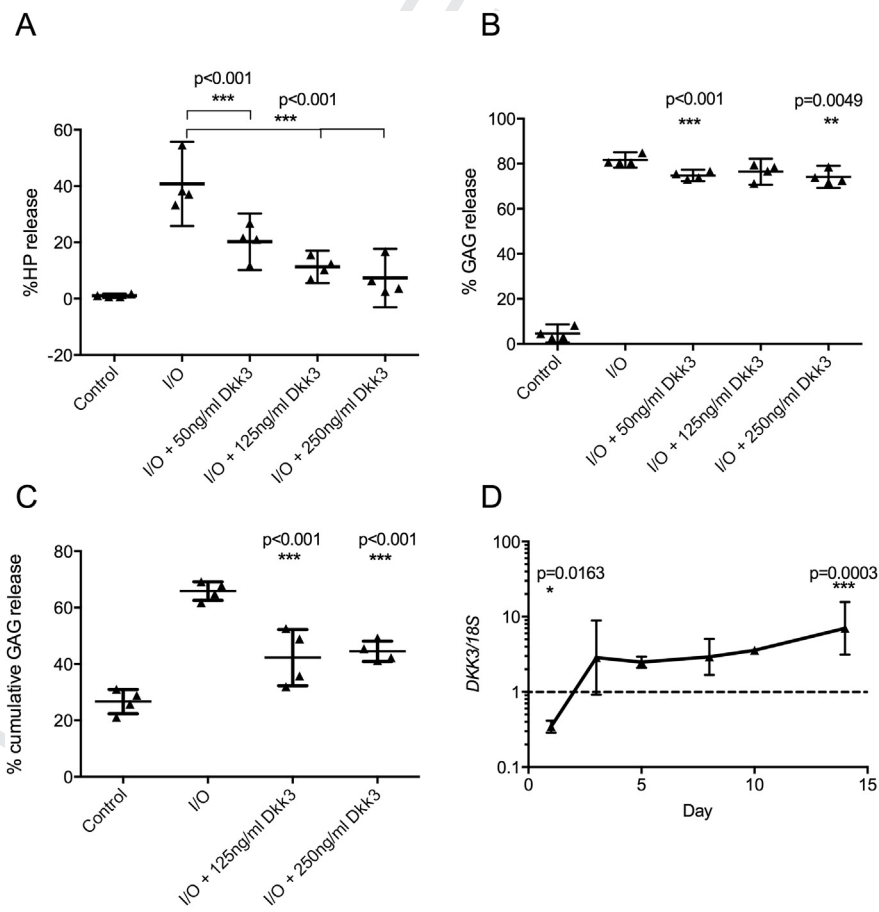 A
p<0.001
***
p<0.001
***
%HP release
60
40
20
0
-20
Control
I/O
I/O + 50ng/ml Dkk3
I/O + 125ng/ml Dkk3
I/O + 250ng/ml Dkk3
B
p<0.001
***
p=0.0049
**
% GAG release
100
80
60
40
20
0
Control
I/O
I/O + 50ng/ml Dkk3
I/O + 125ng/ml Dkk3
I/O + 250ng/ml Dkk3
C
p<0.001
***
p<0.001
***
% cumulative GAG release
80
60
40
20
0
Control
I/O
I/O + 125ng/ml Dkk3
I/O + 250ng/ml Dkk3
D
p=0.0163
*
p=0.0003
***
DKK3/18S
100
10
1
0.1
0
5
10
15
Day